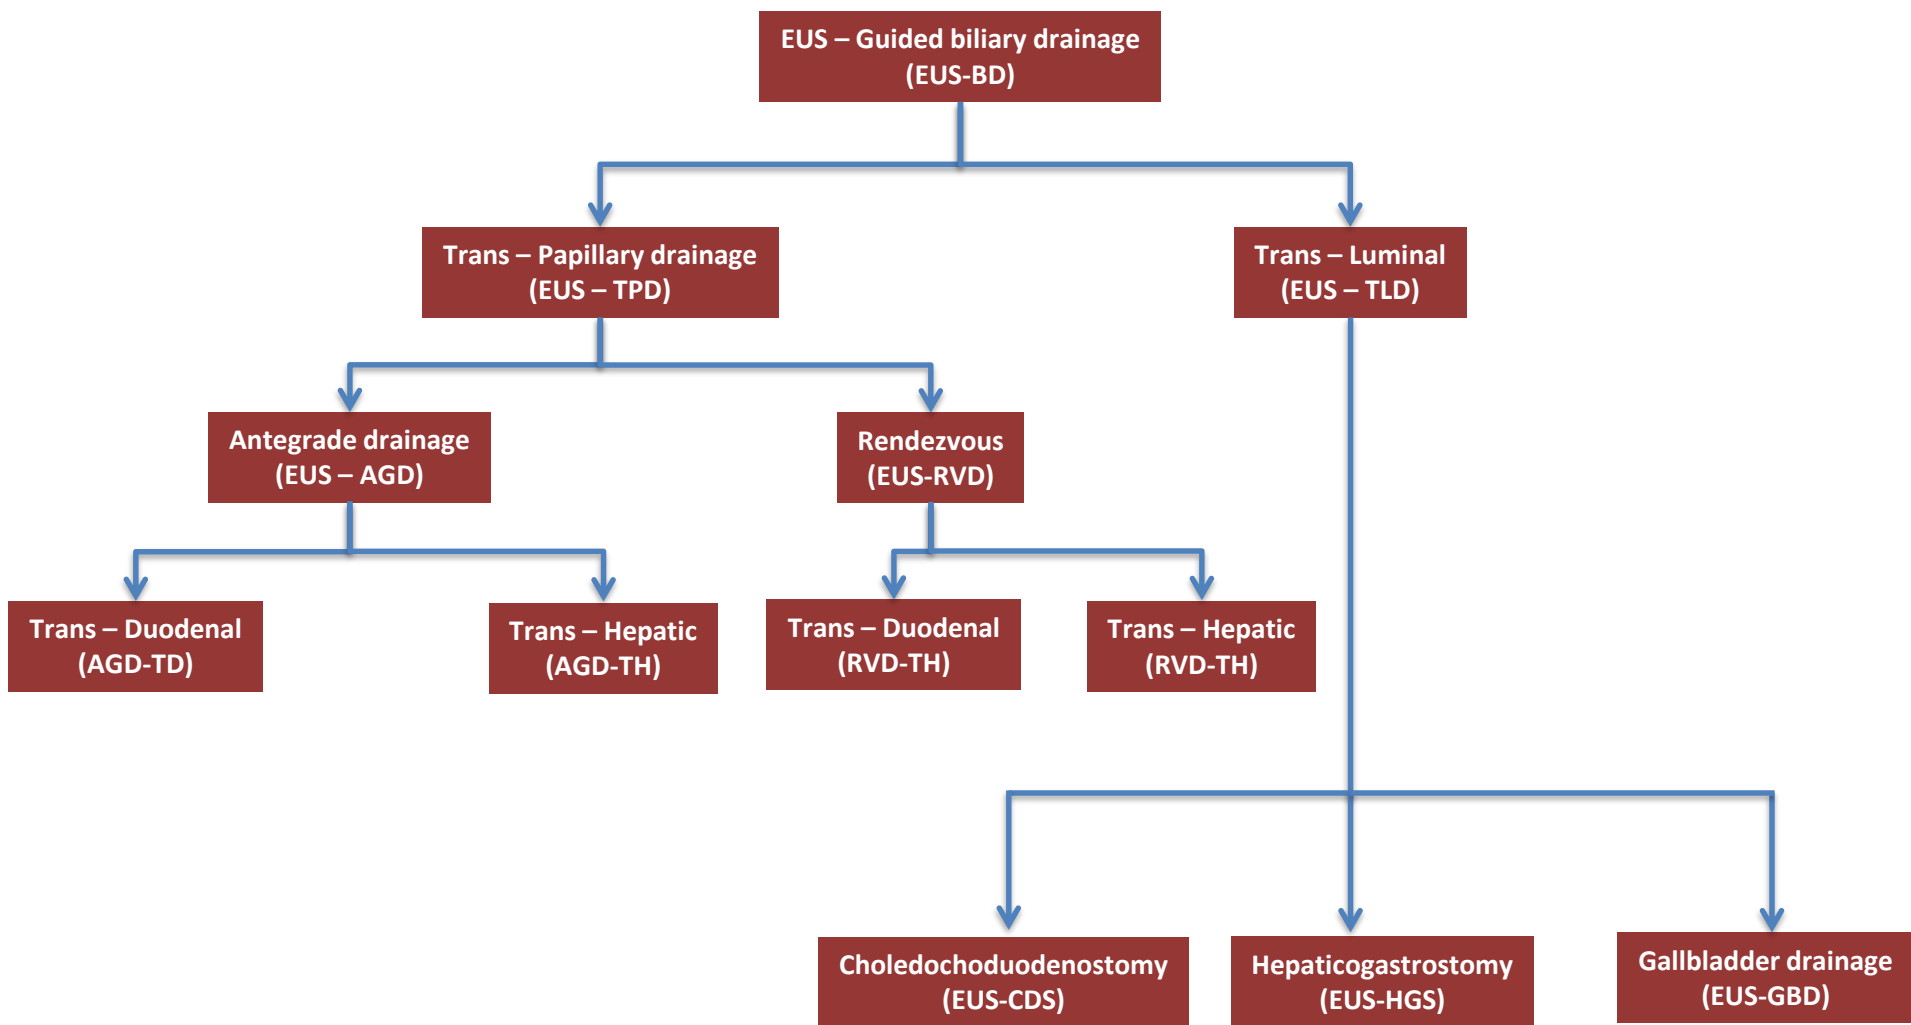 EUS – Guided biliary drainage
(EUS-BD)
Trans – Papillary drainage
(EUS – TPD)
Trans – Luminal
(EUS – TLD)
Antegrade drainage
(EUS – AGD)
Rendezvous
(EUS-RVD)
Trans – Duodenal
(AGD-TD)
Trans – Hepatic
(AGD-TH)
Trans – Duodenal
(RVD-TH)
Trans – Hepatic
(RVD-TH)
Choledochoduodenostomy
(EUS-CDS)
Hepaticogastrostomy
(EUS-HGS)
Gallbladder drainage
(EUS-GBD)